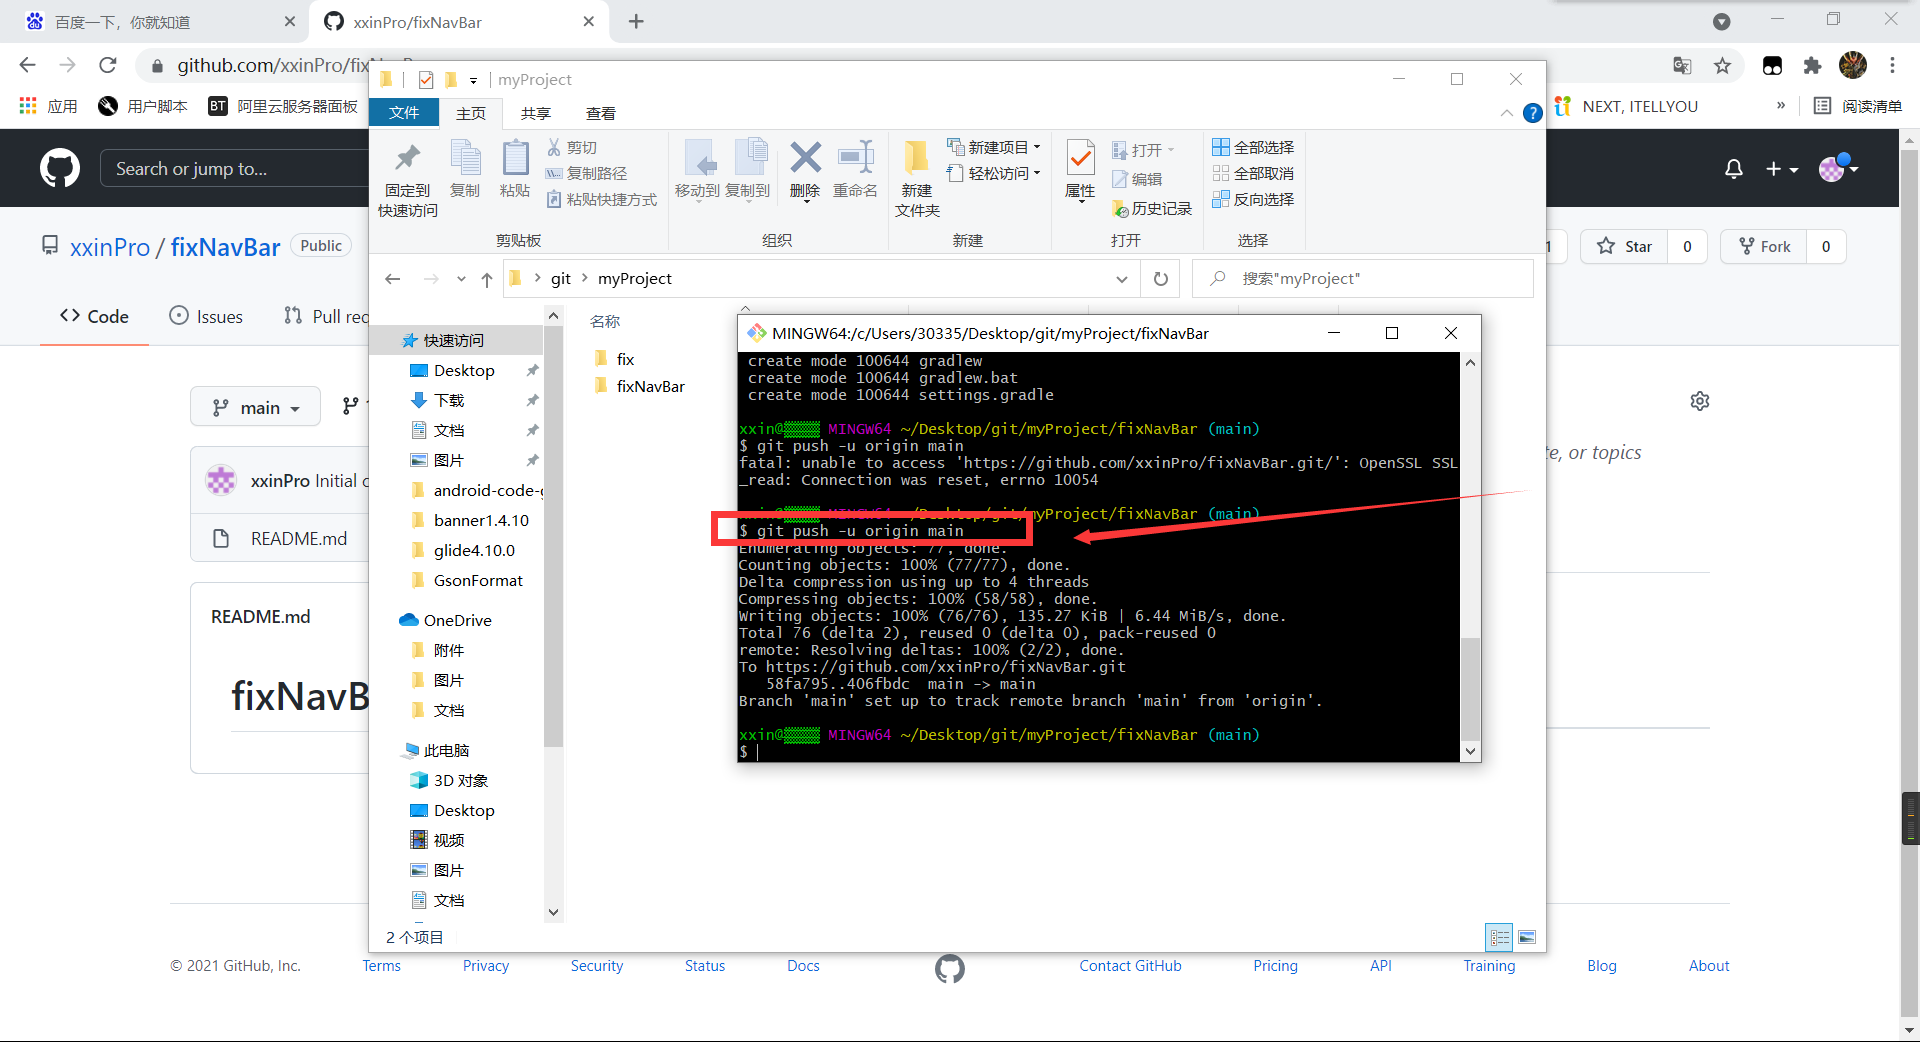 百度一下，你就知道
xxinPro/fixNavBar
github.com/xxinPro/fix
应用
用户脚本
BT 阿里云服务器面板
NEXT, ITELLYOU
»
阅读清单
Search or jump to...
xxinPro / fixNavBar
Public
1
Star 0
Fork 0
Code
Issues
Pull req
main
xxinPro Initial c
README.md
README.md
fixNavB
te, or topics
© 2021 GitHub, Inc.
Terms
Privacy
Security
Status
Docs
Contact GitHub
Pricing
API
Training
Blog
About
myProject
文件
主页
共享
查看
固定到
快速访问
复制
粘贴
剪切
复制路径
粘贴快捷方式
剪贴板
移动到
复制到
删除
重命名
组织
新建
文件夹
新建项目
轻松访问
新建
属性
打开
编辑
历史记录
打开
全部选择
全部取消
反向选择
选择
git > myProject
搜索"myProject"
快速访问
Desktop
下载
文档
图片
android-code-g
banner1.4.10
glide4.10.0
GsonFormat
OneDrive
附件
图片
文档
此电脑
3D 对象
Desktop
视频
图片
文档
名称
fix
fixNavBar
2 个项目
MINGW64:/c/Users/30335/Desktop/git/myProject/fixNavBar
create mode 100644 gradlew
create mode 100644 gradlew.bat
create mode 100644 settings.gradle
xxin@▒▒▒▒ MINGW64 ~/Desktop/git/myProject/fixNavBar (main)
$ git push -u origin main
fatal: unable to access 'https://github.com/xxinPro/fixNavBar.git/': OpenSSL SSL
_read: Connection was reset, errno 10054
xxin@▒▒▒▒ MINGW64 ~/Desktop/git/myProject/fixNavBar (main)
$ git push -u origin main
Enumerating objects: 77, done.
Counting objects: 100% (77/77), done.
Delta compression using up to 4 threads
Compressing objects: 100% (58/58), done.
Writing objects: 100% (76/76), 135.27 KiB | 6.44 MiB/s, done.
Total 76 (delta 2), reused 0 (delta 0), pack-reused 0
remote: Resolving deltas: 100% (2/2), done.
To https://github.com/xxinPro/fixNavBar.git
58fa795..406fbdc  main -> main
Branch 'main' set up to track remote branch 'main' from 'origin'.
xxin@▒▒▒▒ MINGW64 ~/Desktop/git/myProject/fixNavBar (main)
$